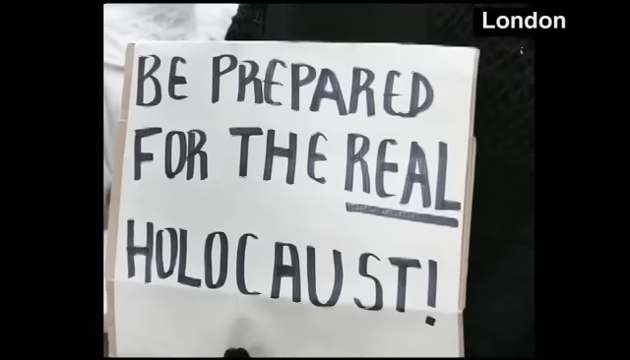 London
BE PREPARED
FOR THE REAL
HOLOCAUST!